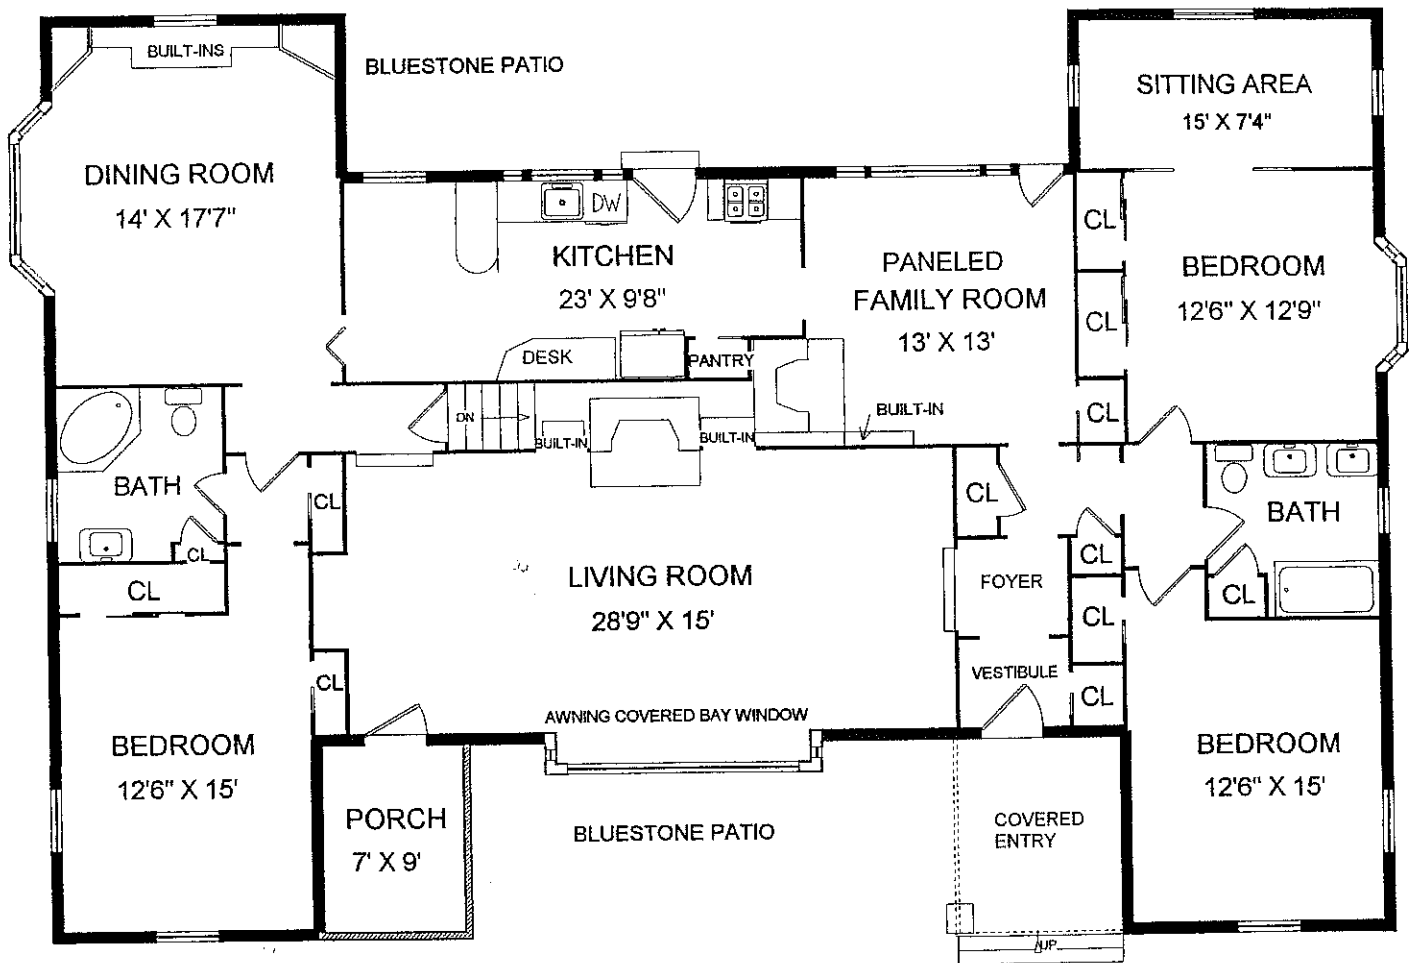 BUILT-INS
BLUESTONE PATIO
SITTING AREA
15' X 7'4"
DINING ROOM
14' X 17'7"
DW
KITCHEN
23' X 9'8"
PANELED
FAMILY ROOM
13' X 13'
CL
BEDROOM
12'6" X 12'9"
CL
DESK
PANTRY
CL
BUILT-IN
DN
BUILT-IN
BUILT-IN
BATH
CL
CL
CL
BATH
CL
CL
LIVING ROOM
28'9" X 15'
FOYER
CL
CL
CL
VESTIBULE
CL
CL
AWNING COVERED BAY WINDOW
BEDROOM
12'6" X 15'
BEDROOM
12'6" X 15'
PORCH
7' X 9'
BLUESTONE PATIO
COVERED
ENTRY
UP